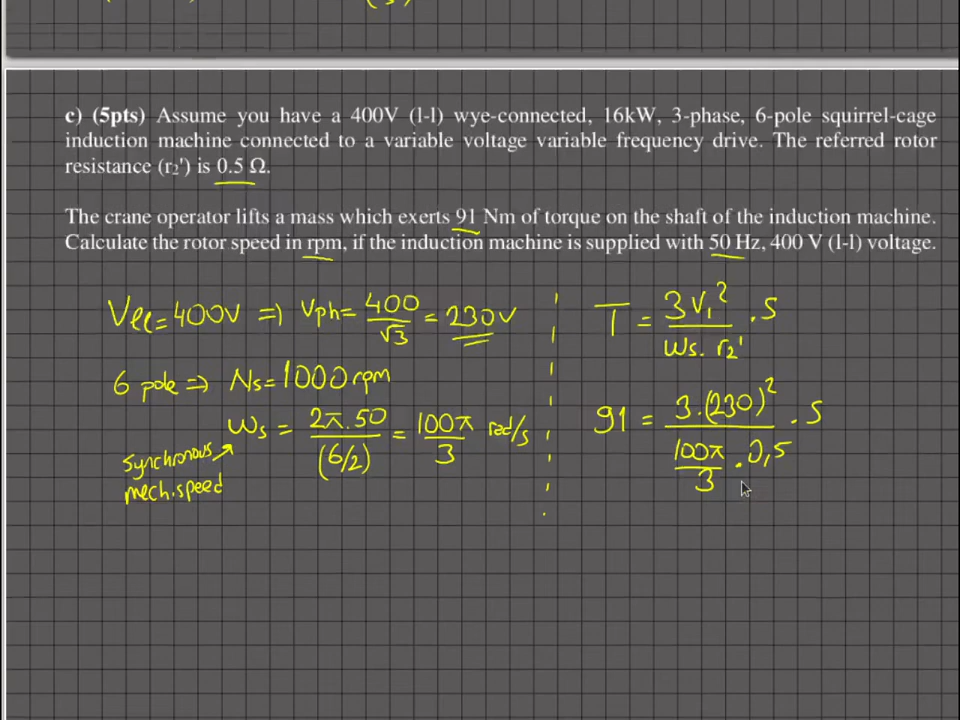 c) (5pts) Assume you have a 400V (l-l) wye-connected, 16kW, 3-phase, 6-pole squirrel-cage
induction machine connected to a variable voltage variable frequency drive. The referred rotor
resistance (r₂') is 0.5 Ω.
The crane operator lifts a mass which exerts 91 Nm of torque on the shaft of the induction machine.
Calculate the rotor speed in rpm, if the induction machine is supplied with 50 Hz, 400 V (l-l) voltage.
Vll = 400V => Vph = 400/√3 = 230V
6 pole => Ns = 1000 rpm
ws = 2π.50/(6/2) = 100π/3 rad/s
synchronous
mech.speed
T = 3V₁²/ws.r₂' . s
91 = 3.(230)²/(100π/3 . 0,5) . s